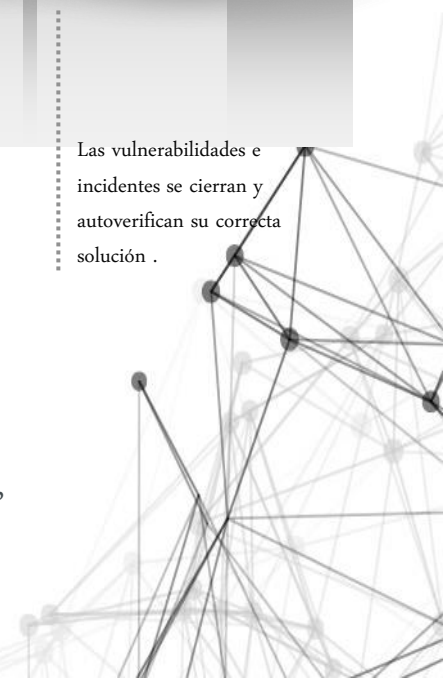 Las vulnerabilidades e
incidentes se cierran y
autoverifican su correcta
solución .
,